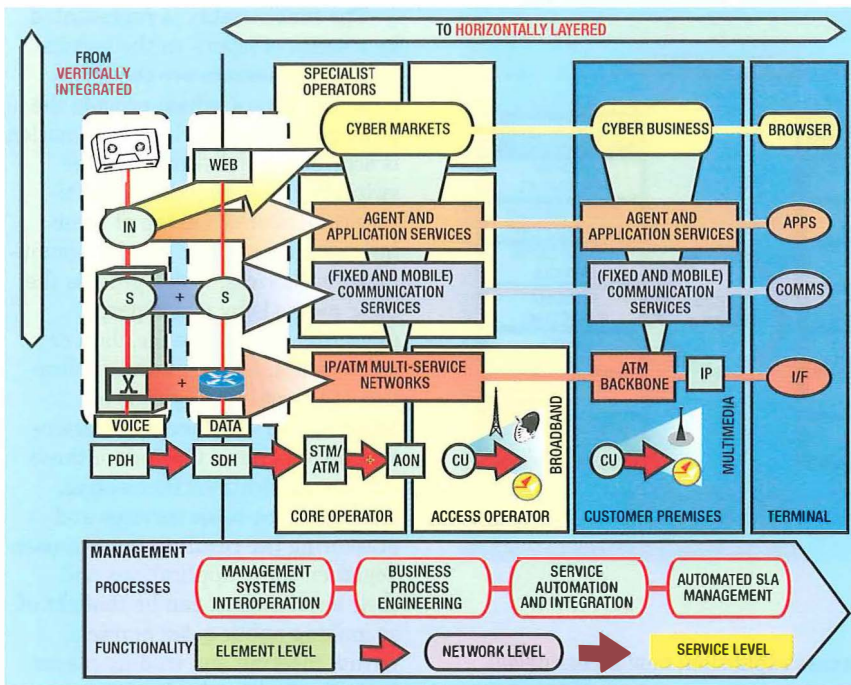 TO HORIZONTALLY LAYERED
FROM
VERTICALLY
INTEGRATED
SPECIALIST
OPERATORS
CYBER MARKETS
CYBER BUSINESS
BROWSER
WEB
IN
AGENT AND
APPLICATION SERVICES
AGENT AND
APPLICATION SERVICES
APPS
S
+
S
(FIXED AND MOBILE)
COMMUNICATION
SERVICES
(FIXED AND MOBILE)
COMMUNICATION
SERVICES
COMMS
+
IP/ATM MULTI-SERVICE
NETWORKS
ATM
BACKBONE
IP
I/F
VOICE
DATA
PDH
SDH
STM/
ATM
+
AON
CU
BROADBAND
CU
MULTIMEDIA
CORE OPERATOR
ACCESS OPERATOR
CUSTOMER PREMISES
TERMINAL
MANAGEMENT
PROCESSES
MANAGEMENT
SYSTEMS
INTEROPERATION
BUSINESS
PROCESS
ENGINEERING
SERVICE
AUTOMATION
AND INTEGRATION
AUTOMATED SLA
MANAGEMENT
FUNCTIONALITY
ELEMENT LEVEL
NETWORK LEVEL
SERVICE LEVEL